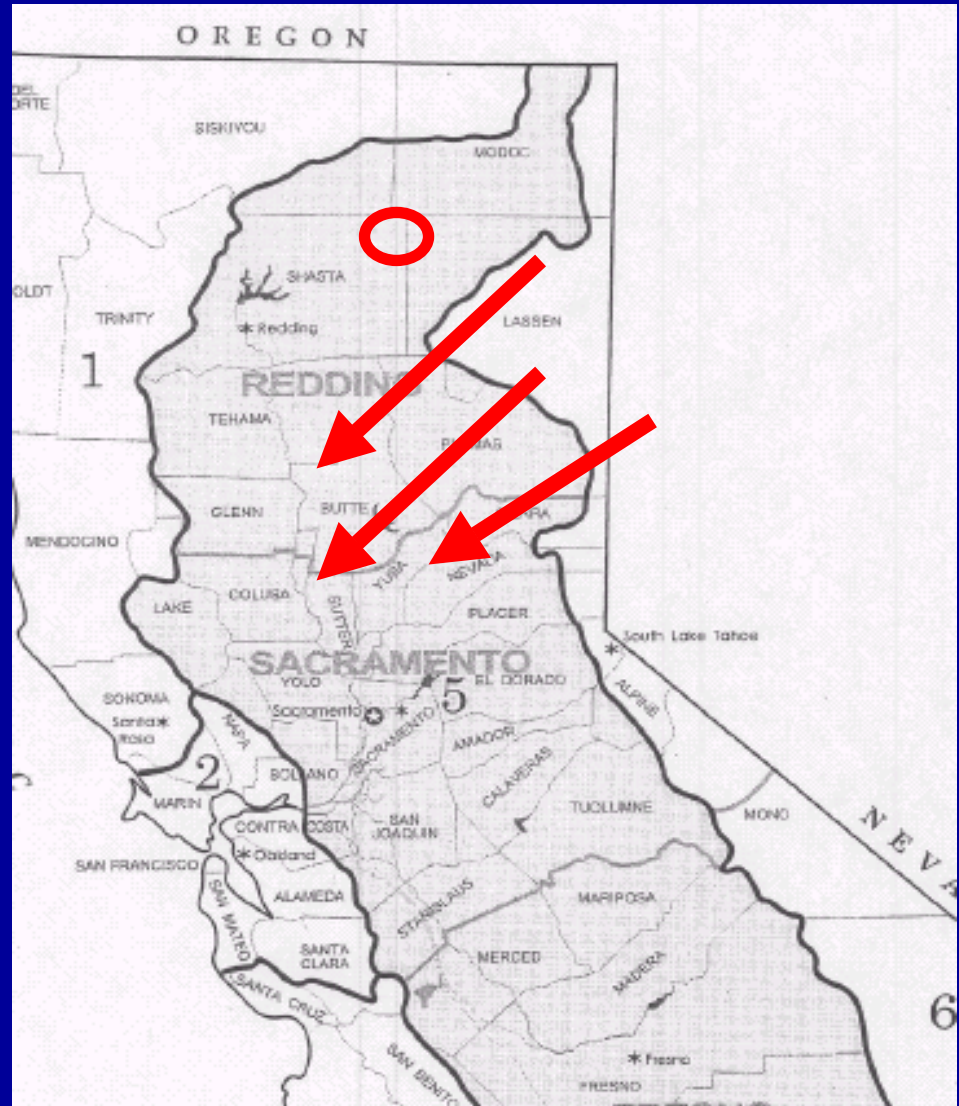 OREGON
DEL
ORTE
SISKIYOU
MODOC
SHASTA
OLDT
TRINITY
Redding
LASSEN
1
REDDING
TEHAMA
PLUMAS
GLENN
BUTTE
MENDOCINO
COLUSA
YUBA
NEVADA
LAKE
SUTTER
PLACER
South Lake Tahoe
SACRAMENTO
YOLO
EL DORADO
5
ALPINE
SONOMA
Santa
Rosa
Sacramento
NAPA
SACRAMENTO
AMADOR
2
SOLANO
CALAVERAS
MARIN
TUOLUMNE
MONO
CONTRA COSTA
SAN
JOAQUIN
NEVA
Oakland
SAN FRANCISCO
ALAMEDA
STANISLAUS
MARIPOSA
SAN MATEO
SANTA
CLARA
MERCED
MADERA
SANTA CRUZ
6
SAN BENITO
Fresno
FRESNO